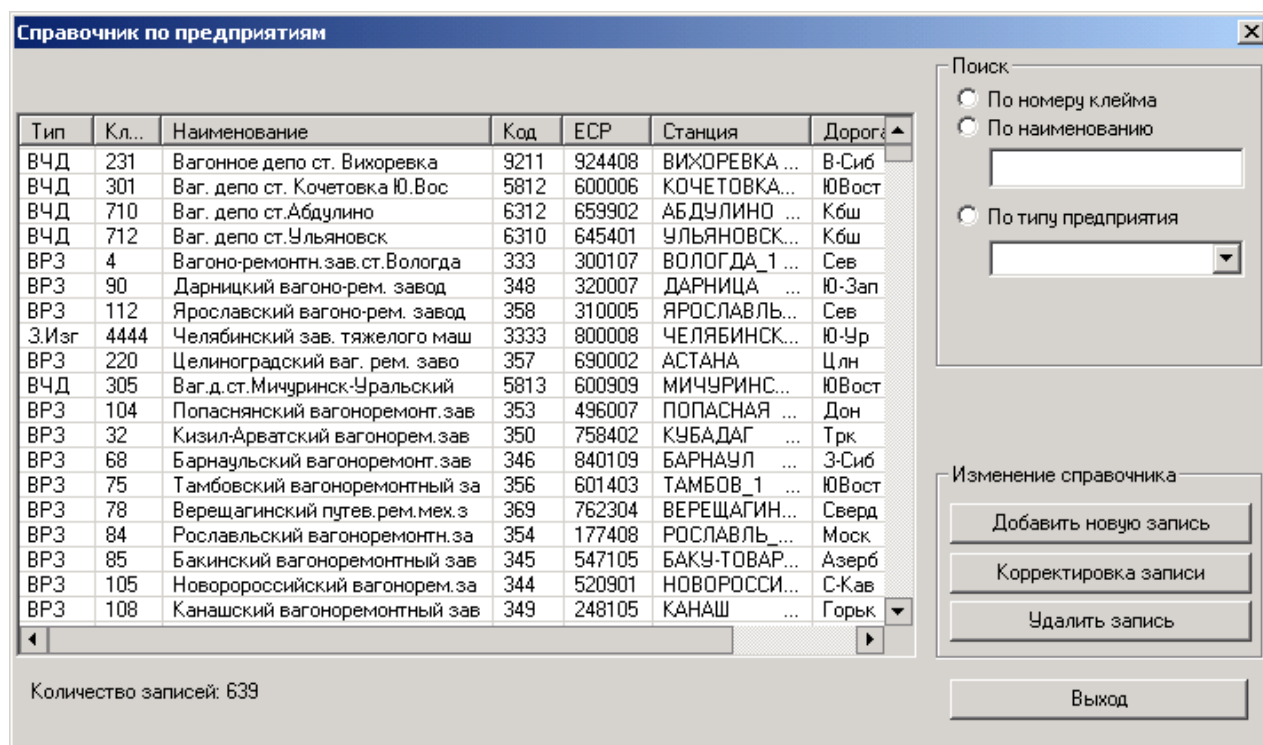 Справочник по предприятиям
Поиск
По номеру клейма
По наименованию
По типу предприятия
Тип Кл... Наименование Код ЕСР Станция Дорога
ВЧД 231 Вагонное депо ст. Вихоревка 9211 924408 ВИХОРЕВКА ... В-Сиб
ВЧД 301 Ваг. депо ст. Кочетовка Ю.Вос 5812 600006 КОЧЕТОВКА... ЮВост
ВЧД 710 Ваг. депо ст.Абдулино 6312 659902 АБДУЛИНО ... Кбш
ВЧД 712 Ваг. депо ст.Ульяновск 6310 645401 УЛЬЯНОВСК... Кбш
ВРЗ 4 Вагоно-ремонтн.зав.ст.Вологда 333 300107 ВОЛОГДА_1 ... Сев
ВРЗ 90 Дарницкий вагоно-рем. завод 348 320007 ДАРНИЦА ... Ю-Зап
ВРЗ 112 Ярославский вагоно-рем. завод 358 310005 ЯРОСЛАВЛЬ... Сев
З.Изг 4444 Челябинский зав. тяжелого маш 3333 800008 ЧЕЛЯБИНСК... Ю-Ур
ВРЗ 220 Целиноградский ваг. рем. заво 357 690002 АСТАНА Цлн
ВЧД 305 Ваг.д.ст.Мичуринск-Уральский 5813 600909 МИЧУРИНС... ЮВост
ВРЗ 104 Попаснянский вагоноремонт.зав 353 496007 ПОПАСНАЯ ... Дон
ВРЗ 32 Кизил-Арватский вагонорем.зав 350 758402 КУБАДАГ ... Трк
ВРЗ 68 Барнаульский вагоноремонт.зав 346 840109 БАРНАУЛ ... З-Сиб
ВРЗ 75 Тамбовский вагоноремонтный за 356 601403 ТАМБОВ_1 ... ЮВост
ВРЗ 78 Верещагинский путев.рем.мех.з 369 762304 ВЕРЕЩАГИН... Сверд
ВРЗ 84 Рославльский вагоноремонтн.за 354 177408 РОСЛАВЛЬ_... Моск
ВРЗ 85 Бакинский вагоноремонтный зав 345 547105 БАКУ-ТОВАР... Азерб
ВРЗ 105 Новоророссийский вагонорем.за 344 520901 НОВОРОССИ... С-Кав
ВРЗ 108 Канашский вагоноремонтный зав 349 248105 КАНАШ ... Горьк
Изменение справочника
Добавить новую запись
Корректировка записи
Удалить запись
Количество записей: 639
Выход